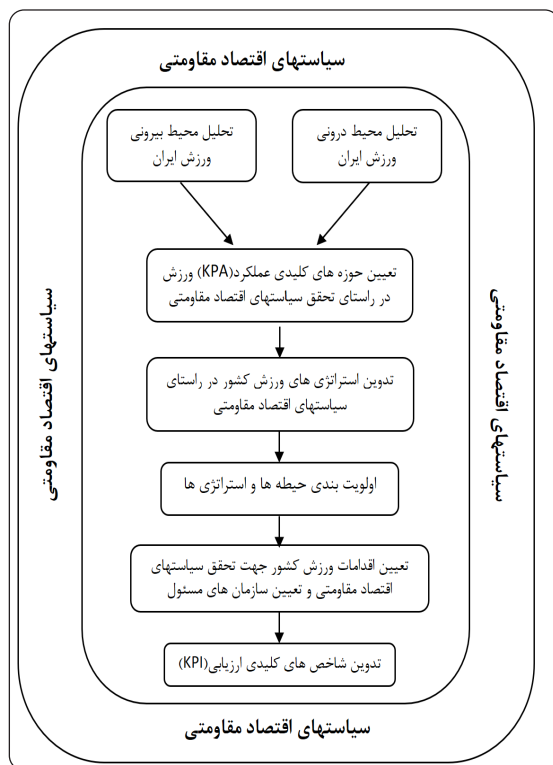 سیاستهای اقتصاد مقاومتی
تحلیل محیط درونی
ورزش ایران
تحلیل محیط بیرونی
ورزش ایران
تعیین حوزه های کلیدی عملکرد(KPA) ورزش
در راستای تحقق سیاستهای اقتصاد مقاومتی
سیاستهای اقتصاد مقاومتی
سیاستهای اقتصاد مقاومتی
تدوین استراتژی های ورزش کشور در راستای
سیاستهای اقتصاد مقاومتی
اولویت بندی حیطه ها و استراتژی ها
تعیین اقدامات ورزش کشور جهت تحقق سیاستهای
اقتصاد مقاومتی و تعیین سازمان های مسئول
تدوین شاخص های کلیدی ارزیابی(KPI)
سیاستهای اقتصاد مقاومتی